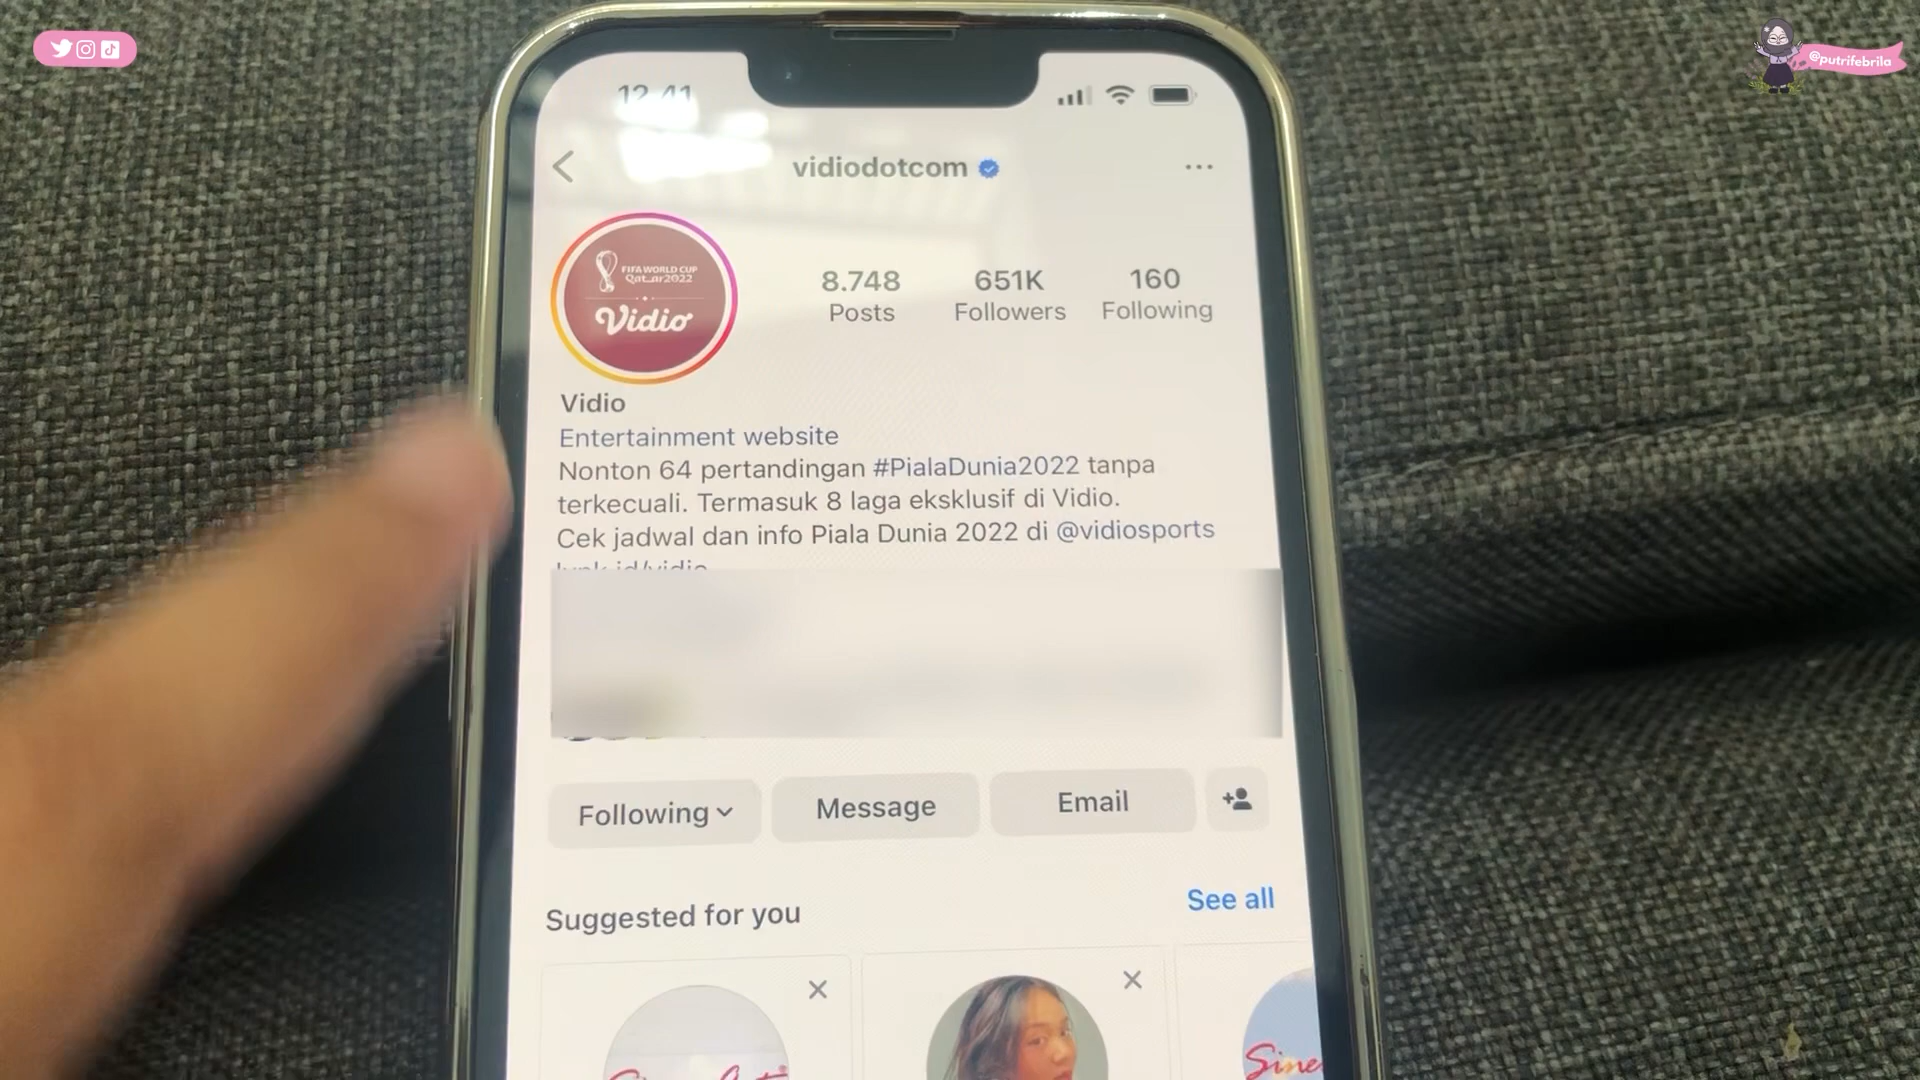 @putrifebrila
12.41
vidiodotcom
FIFA WORLD CUP
Qatar2022
Vidio
8.748
Posts
651K
Followers
160
Following
Vidio
Entertainment website
Nonton 64 pertandingan #PialaDunia2022 tanpa
terkecuali. Termasuk 8 laga eksklusif di Vidio.
Cek jadwal dan info Piala Dunia 2022 di @vidiosports
Following
Message
Email
Suggested for you
See all